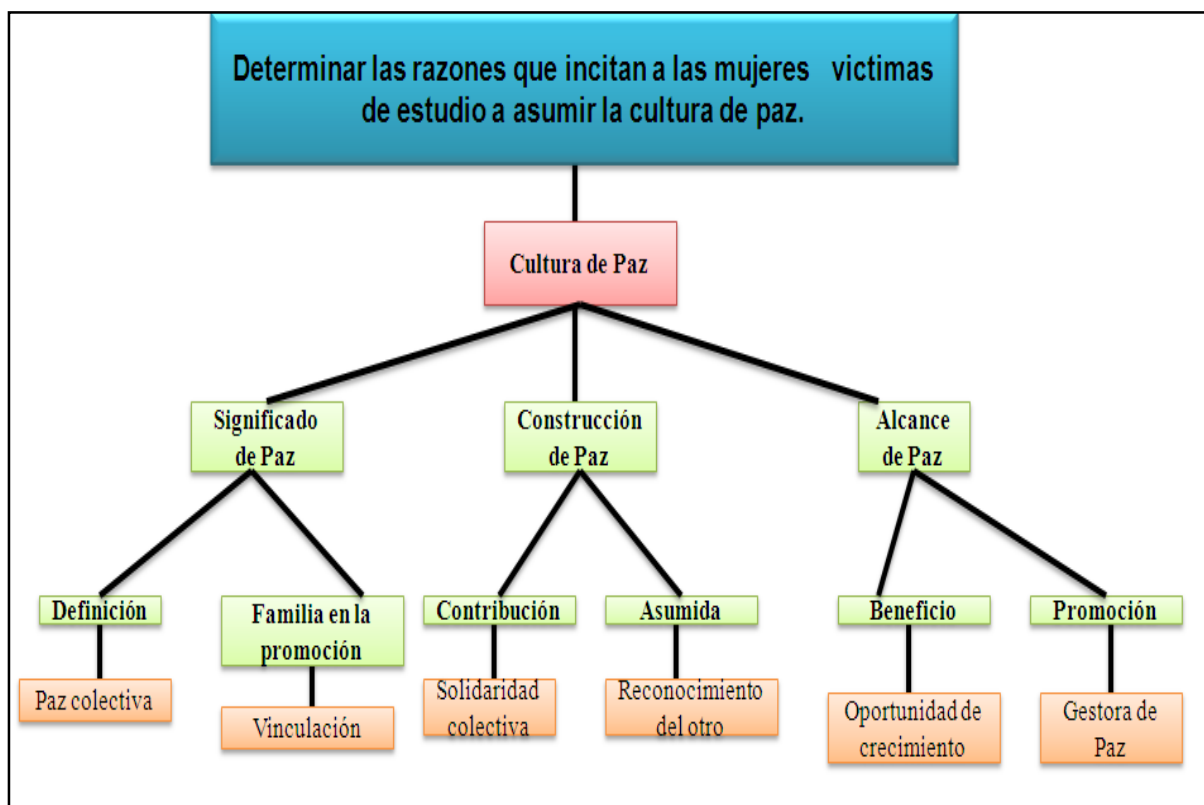 Determinar las razones que incitan a las mujeres victimas
de estudio a asumir la cultura de paz.
Cultura de Paz
Significado
de Paz
Construcción
de Paz
Alcance
de Paz
Definición
Familia en la
promoción
Contribución
Asumida
Beneficio
Promoción
Paz colectiva
Vinculación
Solidaridad
colectiva
Reconocimiento
del otro
Oportunidad de
crecimiento
Gestora de
Paz